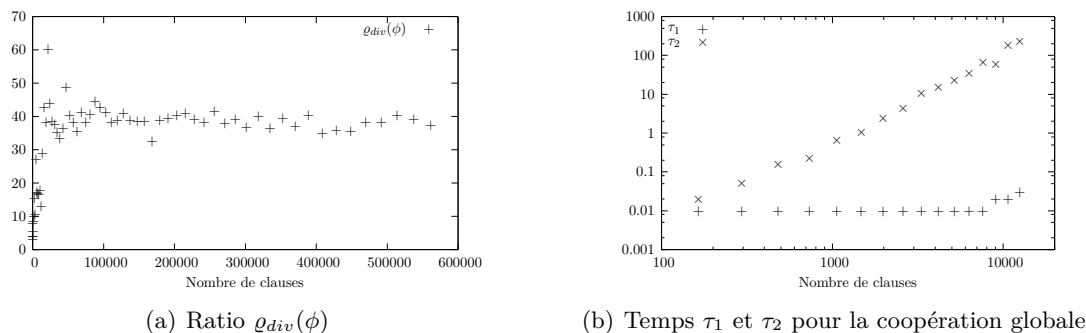 70
60
50
40
30
20
10
0
ϱdiv(ϕ)
0 100000 200000 300000 400000 500000 600000
Nombre de clauses
(a) Ratio ϱdiv(ϕ)
1000
100
10
1
0.1
0.01
0.001
τ1
τ2
100 1000 10000
Nombre de clauses
(b) Temps τ1 et τ2 pour la coopération globale